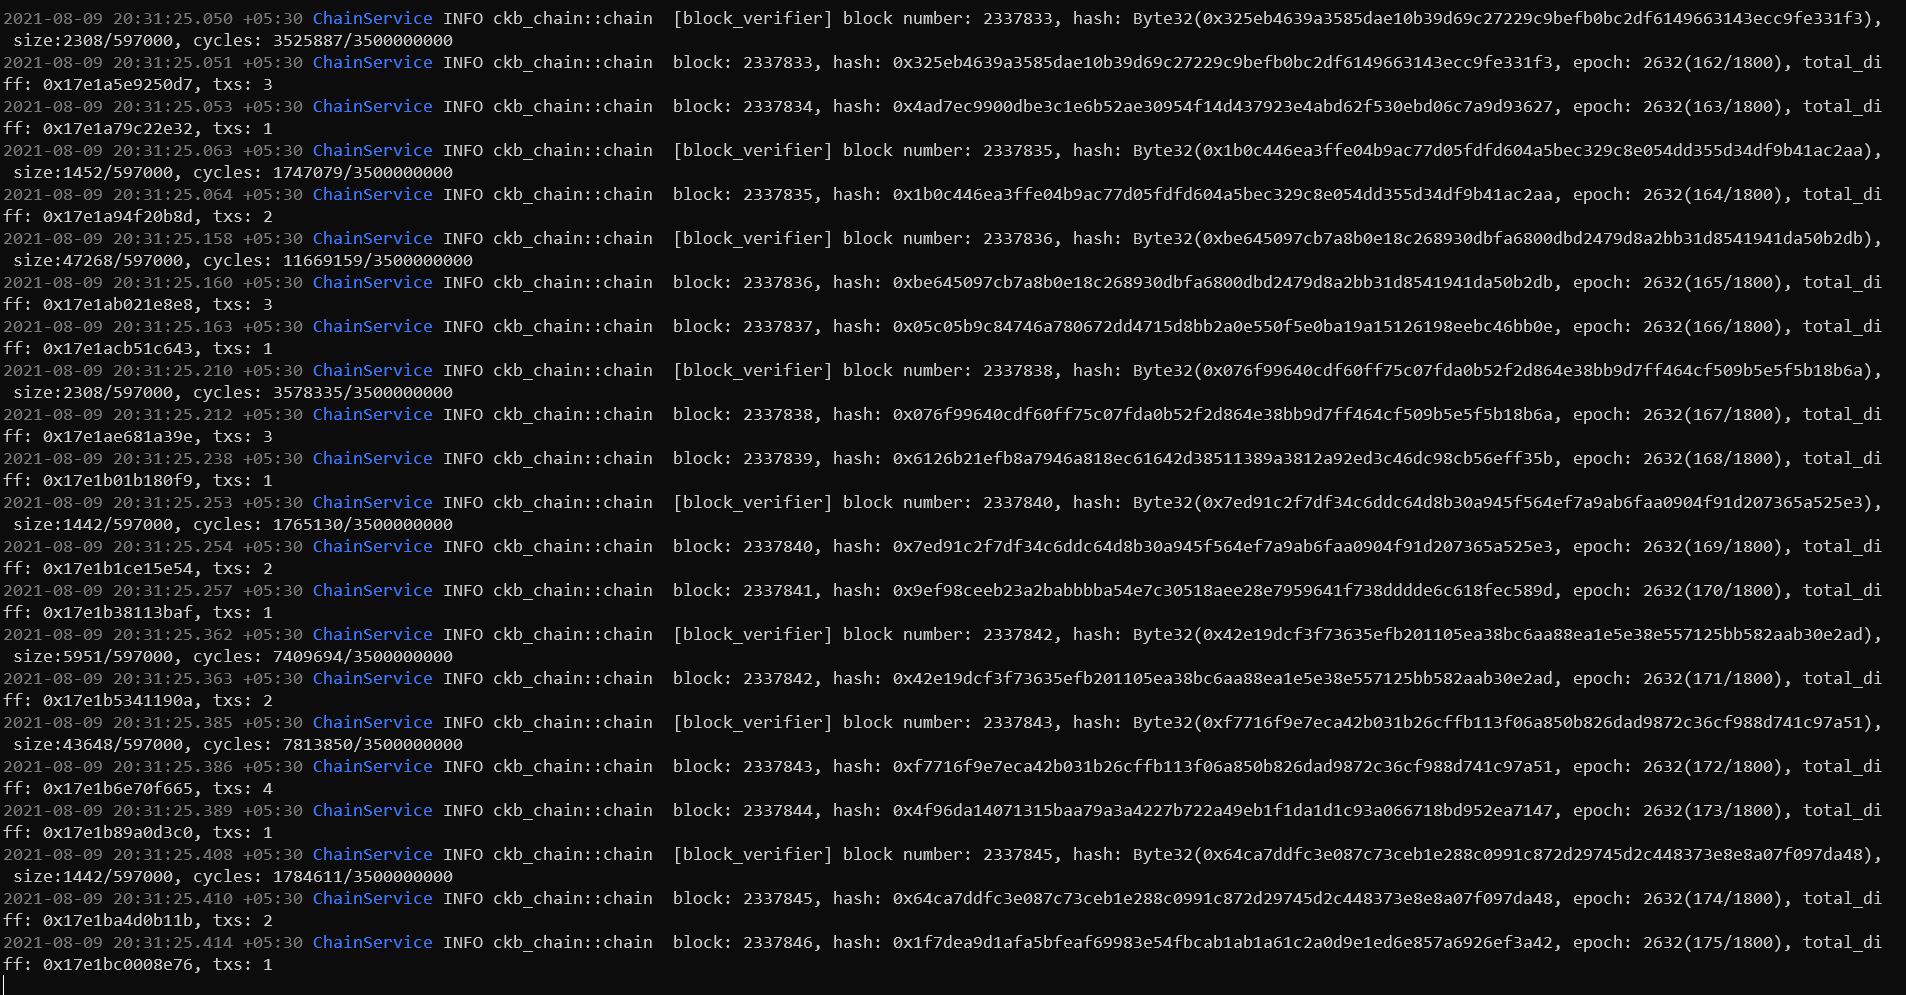 2021-08-09 20:31:25.050 +05:30 ChainService INFO ckb_chain::chain  [block_verifier] block number: 2337833, hash: Byte32(0x325eb4639a3585dae10b39d69c27229c9befb0bc2df6149663143ecc9fe331f3),
 size:2308/597000, cycles: 3525887/3500000000
2021-08-09 20:31:25.051 +05:30 ChainService INFO ckb_chain::chain  block: 2337833, hash: 0x325eb4639a3585dae10b39d69c27229c9befb0bc2df6149663143ecc9fe331f3, epoch: 2632(162/1800), total_di
ff: 0x17e1a5e9250d7, txs: 3
2021-08-09 20:31:25.053 +05:30 ChainService INFO ckb_chain::chain  block: 2337834, hash: 0x4ad7ec9900dbe3c1e6b52ae30954f14d437923e4abd62f530ebd06c7a9d93627, epoch: 2632(163/1800), total_di
ff: 0x17e1a79c22e32, txs: 1
2021-08-09 20:31:25.063 +05:30 ChainService INFO ckb_chain::chain  [block_verifier] block number: 2337835, hash: Byte32(0x1b0c446ea3ffe04b9ac77d05fdfd604a5bec329c8e054dd355d34df9b41ac2aa),
 size:1452/597000, cycles: 1747079/3500000000
2021-08-09 20:31:25.064 +05:30 ChainService INFO ckb_chain::chain  block: 2337835, hash: 0x1b0c446ea3ffe04b9ac77d05fdfd604a5bec329c8e054dd355d34df9b41ac2aa, epoch: 2632(164/1800), total_di
ff: 0x17e1a94f20b8d, txs: 2
2021-08-09 20:31:25.158 +05:30 ChainService INFO ckb_chain::chain  [block_verifier] block number: 2337836, hash: Byte32(0xbe645097cb7a8b0e18c268930dbfa6800dbd2479d8a2bb31d8541941da50b2db),
 size:47268/597000, cycles: 11669159/3500000000
2021-08-09 20:31:25.160 +05:30 ChainService INFO ckb_chain::chain  block: 2337836, hash: 0xbe645097cb7a8b0e18c268930dbfa6800dbd2479d8a2bb31d8541941da50b2db, epoch: 2632(165/1800), total_di
ff: 0x17e1ab021e8e8, txs: 3
2021-08-09 20:31:25.163 +05:30 ChainService INFO ckb_chain::chain  block: 2337837, hash: 0x05c05b9c84746a780672dd4715d8bb2a0e550f5e0ba19a15126198eebc46bb0e, epoch: 2632(166/1800), total_di
ff: 0x17e1acb51c643, txs: 1
2021-08-09 20:31:25.210 +05:30 ChainService INFO ckb_chain::chain  [block_verifier] block number: 2337838, hash: Byte32(0x076f99640cdf60ff75c07fda0b52f2d864e38bb9d7ff464cf509b5e5f5b18b6a),
 size:2308/597000, cycles: 3578335/3500000000
2021-08-09 20:31:25.212 +05:30 ChainService INFO ckb_chain::chain  block: 2337838, hash: 0x076f99640cdf60ff75c07fda0b52f2d864e38bb9d7ff464cf509b5e5f5b18b6a, epoch: 2632(167/1800), total_di
ff: 0x17e1ae681a39e, txs: 3
2021-08-09 20:31:25.238 +05:30 ChainService INFO ckb_chain::chain  block: 2337839, hash: 0x6126b21efb8a7946a818ec61642d38511389a3812a92ed3c46dc98cb56eff35b, epoch: 2632(168/1800), total_di
ff: 0x17e1b01b180f9, txs: 1
2021-08-09 20:31:25.253 +05:30 ChainService INFO ckb_chain::chain  [block_verifier] block number: 2337840, hash: Byte32(0x7ed91c2f7df34c6ddc64d8b30a945f564ef7a9ab6faa0904f91d207365a525e3),
 size:1442/597000, cycles: 1765130/3500000000
2021-08-09 20:31:25.254 +05:30 ChainService INFO ckb_chain::chain  block: 2337840, hash: 0x7ed91c2f7df34c6ddc64d8b30a945f564ef7a9ab6faa0904f91d207365a525e3, epoch: 2632(169/1800), total_di
ff: 0x17e1b1ce15e54, txs: 2
2021-08-09 20:31:25.257 +05:30 ChainService INFO ckb_chain::chain  block: 2337841, hash: 0x9ef98ceeb23a2babbbba54e7c30518aee28e7959641f738dddde6c618fec589d, epoch: 2632(170/1800), total_di
ff: 0x17e1b38113baf, txs: 1
2021-08-09 20:31:25.362 +05:30 ChainService INFO ckb_chain::chain  [block_verifier] block number: 2337842, hash: Byte32(0x42e19dcf3f73635efb201105ea38bc6aa88ea1e5e38e557125bb582aab30e2ad),
 size:5951/597000, cycles: 7409694/3500000000
2021-08-09 20:31:25.363 +05:30 ChainService INFO ckb_chain::chain  block: 2337842, hash: 0x42e19dcf3f73635efb201105ea38bc6aa88ea1e5e38e557125bb582aab30e2ad, epoch: 2632(171/1800), total_di
ff: 0x17e1b5341190a, txs: 2
2021-08-09 20:31:25.385 +05:30 ChainService INFO ckb_chain::chain  [block_verifier] block number: 2337843, hash: Byte32(0xf7716f9e7eca42b031b26cffb113f06a850b826dad9872c36cf988d741c97a51),
 size:43648/597000, cycles: 7813850/3500000000
2021-08-09 20:31:25.386 +05:30 ChainService INFO ckb_chain::chain  block: 2337843, hash: 0xf7716f9e7eca42b031b26cffb113f06a850b826dad9872c36cf988d741c97a51, epoch: 2632(172/1800), total_di
ff: 0x17e1b6e70f665, txs: 4
2021-08-09 20:31:25.389 +05:30 ChainService INFO ckb_chain::chain  block: 2337844, hash: 0x4f96da14071315baa79a3a4227b722a49eb1f1da1d1c93a066718bd952ea7147, epoch: 2632(173/1800), total_di
ff: 0x17e1b89a0d3c0, txs: 1
2021-08-09 20:31:25.408 +05:30 ChainService INFO ckb_chain::chain  [block_verifier] block number: 2337845, hash: Byte32(0x64ca7ddfc3e087c73ceb1e288c0991c872d29745d2c448373e8e8a07f097da48),
 size:1442/597000, cycles: 1784611/3500000000
2021-08-09 20:31:25.410 +05:30 ChainService INFO ckb_chain::chain  block: 2337845, hash: 0x64ca7ddfc3e087c73ceb1e288c0991c872d29745d2c448373e8e8a07f097da48, epoch: 2632(174/1800), total_di
ff: 0x17e1ba4d0b11b, txs: 2
2021-08-09 20:31:25.414 +05:30 ChainService INFO ckb_chain::chain  block: 2337846, hash: 0x1f7dea9d1afa5bfeaf69983e54fbcab1ab1a61c2a0d9e1ed6e857a6926ef3a42, epoch: 2632(175/1800), total_di
ff: 0x17e1bc0008e76, txs: 1